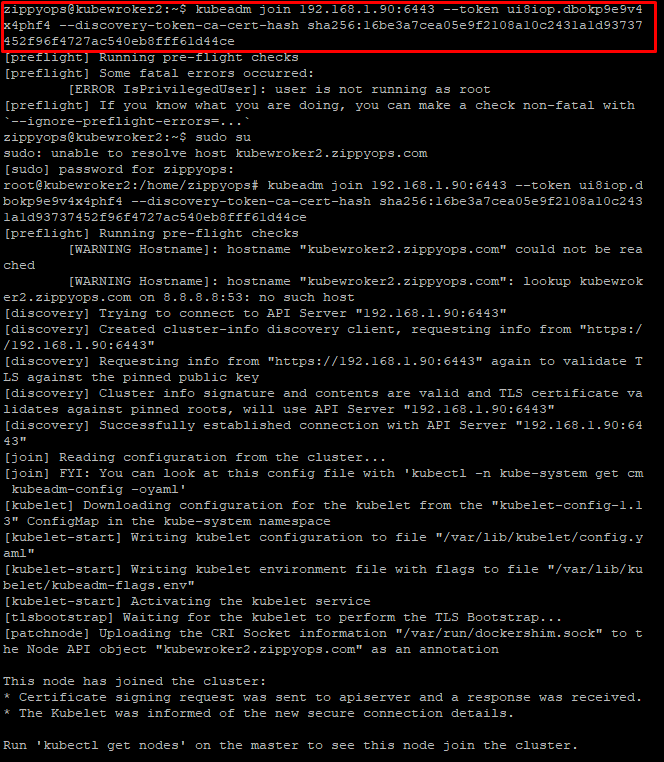 zippyops@kubewroker2:~$ kubeadm join 192.168.1.90:6443 --token ui8iop.dbokp9e9v4
x4phf4 --discovery-token-ca-cert-hash sha256:16be3a7cea05e9f2108a10c2431a1d93737
452f96f4727ac540eb8fff61d44ce
[preflight] Running pre-flight checks
[preflight] Some fatal errors occurred:
        [ERROR IsPrivilegedUser]: user is not running as root
[preflight] If you know what you are doing, you can make a check non-fatal with
`--ignore-preflight-errors=...`
zippyops@kubewroker2:~$ sudo su
sudo: unable to resolve host kubewroker2.zippyops.com
[sudo] password for zippyops:
root@kubewroker2:/home/zippyops# kubeadm join 192.168.1.90:6443 --token ui8iop.d
bokp9e9v4x4phf4 --discovery-token-ca-cert-hash sha256:16be3a7cea05e9f2108a10c243
1a1d93737452f96f4727ac540eb8fff61d44ce
[preflight] Running pre-flight checks
        [WARNING Hostname]: hostname "kubewroker2.zippyops.com" could not be rea
ched
        [WARNING Hostname]: hostname "kubewroker2.zippyops.com": lookup kubewrok
er2.zippyops.com on 8.8.8.8:53: no such host
[discovery] Trying to connect to API Server "192.168.1.90:6443"
[discovery] Created cluster-info discovery client, requesting info from "https:/
/192.168.1.90:6443"
[discovery] Requesting info from "https://192.168.1.90:6443" again to validate T
LS against the pinned public key
[discovery] Cluster info signature and contents are valid and TLS certificate va
lidates against pinned roots, will use API Server "192.168.1.90:6443"
[discovery] Successfully established connection with API Server "192.168.1.90:64
43"
[join] Reading configuration from the cluster...
[join] FYI: You can look at this config file with 'kubectl -n kube-system get cm
 kubeadm-config -oyaml'
[kubelet] Downloading configuration for the kubelet from the "kubelet-config-1.1
3" ConfigMap in the kube-system namespace
[kubelet-start] Writing kubelet configuration to file "/var/lib/kubelet/config.y
aml"
[kubelet-start] Writing kubelet environment file with flags to file "/var/lib/ku
belet/kubeadm-flags.env"
[kubelet-start] Activating the kubelet service
[tlsbootstrap] Waiting for the kubelet to perform the TLS Bootstrap...
[patchnode] Uploading the CRI Socket information "/var/run/dockershim.sock" to t
he Node API object "kubewroker2.zippyops.com" as an annotation

This node has joined the cluster:
* Certificate signing request was sent to apiserver and a response was received.
* The Kubelet was informed of the new secure connection details.

Run 'kubectl get nodes' on the master to see this node join the cluster.